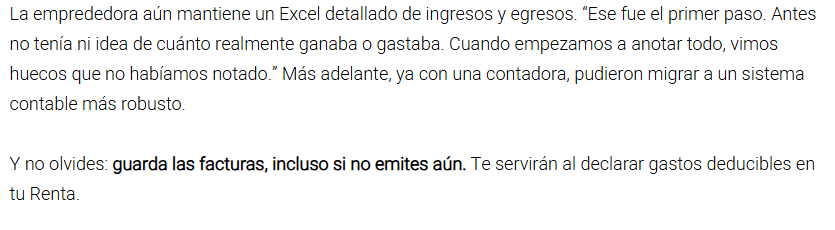 La emprededora aún mantiene un Excel detallado de ingresos y egresos. “Ese fue el primer paso. Antes
no tenía ni idea de cuánto realmente ganaba o gastaba. Cuando empezamos a anotar todo, vimos
huecos que no habíamos notado.” Más adelante, ya con una contadora, pudieron migrar a un sistema
contable más robusto.
Y no olvides: guarda las facturas, incluso si no emites aún. Te servirán al declarar gastos deducibles en
tu Renta.